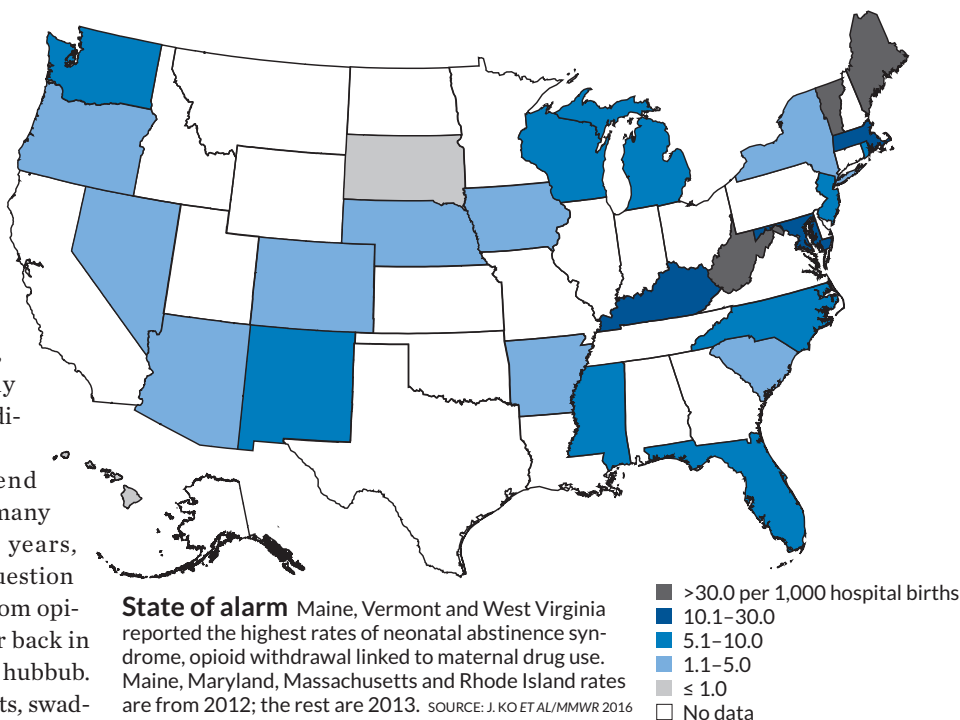 y
di-
end
many
years,
uestion
om opi-
r back in
hubbub.
ts, swad-
State of alarm Maine, Vermont and West Virginia
reported the highest rates of neonatal abstinence syn-
drome, opioid withdrawal linked to maternal drug use.
Maine, Maryland, Massachusetts and Rhode Island rates
are from 2012; the rest are 2013. SOURCE: J. KO ET AL/MMWR 2016
>30.0 per 1,000 hospital births
10.1–30.0
5.1–10.0
1.1–5.0
≤ 1.0
No data